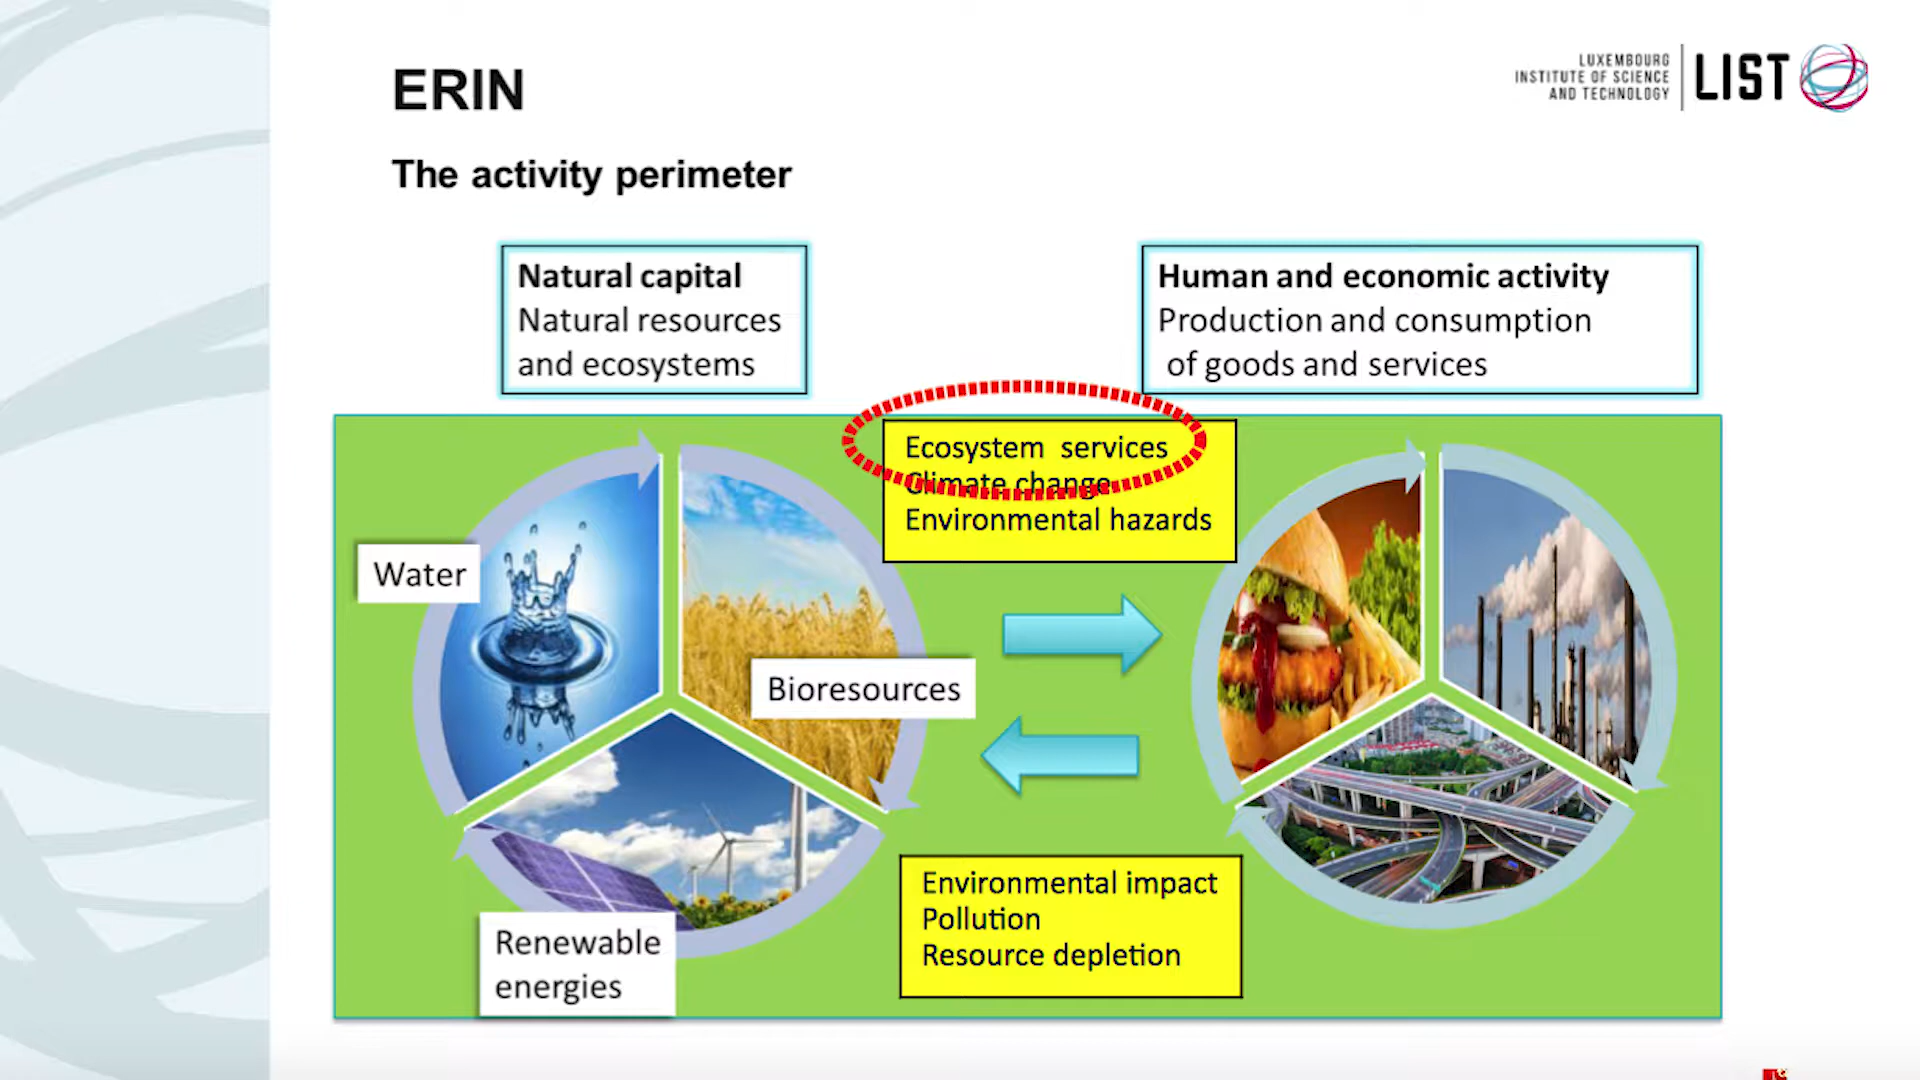 ERIN
LUXEMBOURG
INSTITUTE OF SCIENCE
AND TECHNOLOGY
LIST
The activity perimeter
Natural capital
Natural resources
and ecosystems
Human and economic activity
Production and consumption
of goods and services
Ecosystem services
Climate change
Environmental hazards
Water
Bioresources
Renewable
energies
Environmental impact
Pollution
Resource depletion